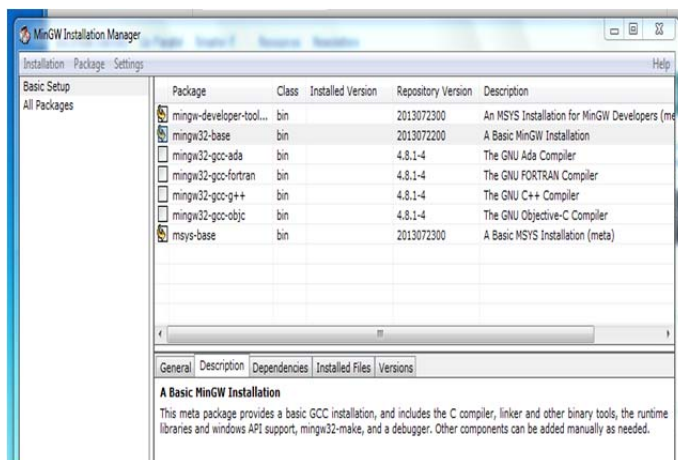 MinGW Installation Manager
Installation Package Settings Help
Basic Setup
All Packages
Package Class Installed Version Repository Version Description
mingw-developer-tool... bin 2013072300 An MSYS Installation for MinGW Developers (me
mingw32-base bin 2013072200 A Basic MinGW Installation
mingw32-gcc-ada bin 4.8.1-4 The GNU Ada Compiler
mingw32-gcc-fortran bin 4.8.1-4 The GNU FORTRAN Compiler
mingw32-gcc-g++ bin 4.8.1-4 The GNU C++ Compiler
mingw32-gcc-objc bin 4.8.1-4 The GNU Objective-C Compiler
msys-base bin 2013072300 A Basic MSYS Installation (meta)
General Description Dependencies Installed Files Versions
A Basic MinGW Installation
This meta package provides a basic GCC installation, and includes the C compiler, linker and other binary tools, the runtime
libraries and windows API support, mingw32-make, and a debugger. Other components can be added manually as needed.